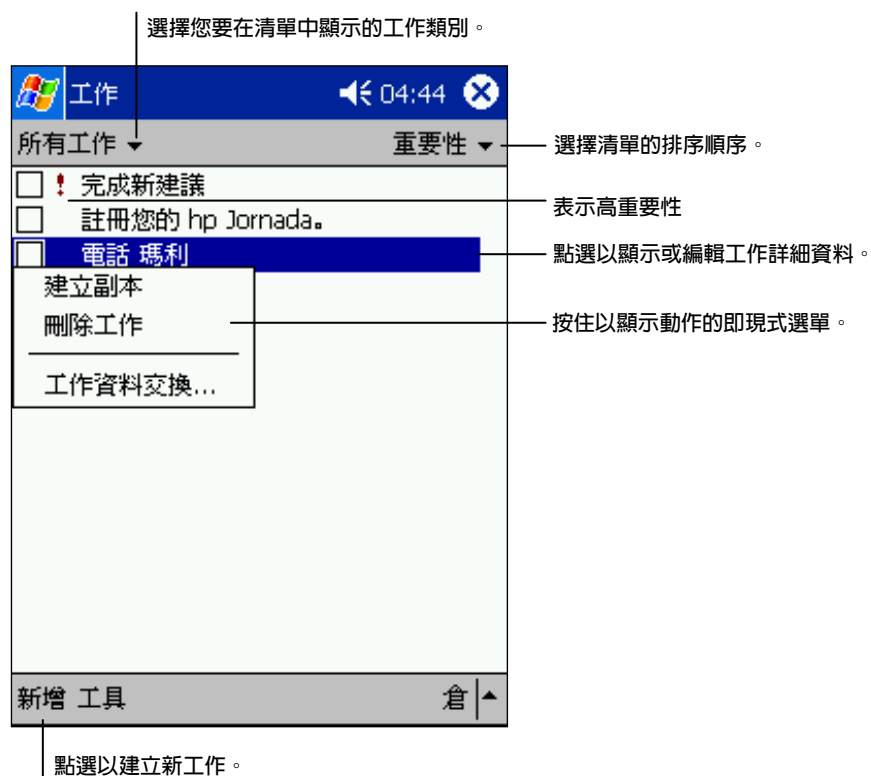 選擇您要在清單中顯示的工作類別。
工作 04:44
所有工作 重要性
選擇清單的排序順序。
! 完成新建議
表示高重要性
註冊您的 hp Jornada。
電話 瑪利
點選以顯示或編輯工作詳細資料。
建立副本
刪除工作
按住以顯示動作的即現式選單。
工作資料交換...
新增 工具 倉
點選以建立新工作。